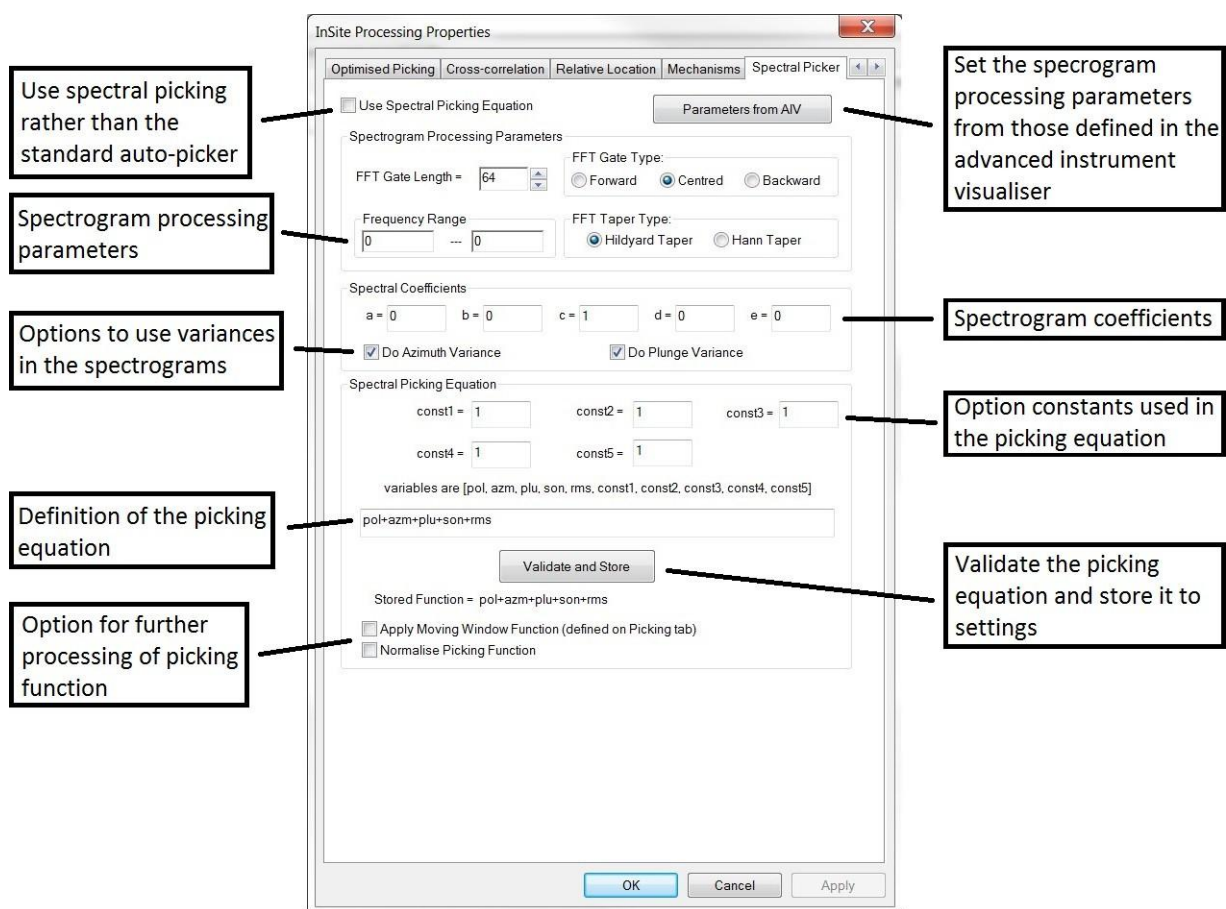 InSite Processing Properties
Optimised Picking Cross-correlation Relative Location Mechanisms Spectral Picker
Use spectral picking
rather than the
standard auto-picker
Use Spectral Picking Equation
Parameters from AIV
Set the specrogram
processing parameters
from those defined in the
advanced instrument
visualiser
Spectrogram Processing Parameters
FFT Gate Length = 64
FFT Gate Type:
Forward Centred Backward
Spectrogram processing
parameters
Frequency Range
0 --- 0
FFT Taper Type:
Hildyard Taper Hann Taper
Spectral Coefficients
a = 0 b = 0 c = 1 d = 0 e = 0
Spectrogram coefficients
Options to use variances
in the spectrograms
Do Azimuth Variance Do Plunge Variance
Spectral Picking Equation
const1 = 1 const2 = 1 const3 = 1
const4 = 1 const5 = 1
Option constants used in
the picking equation
variables are [pol, azm, plu, son, rms, const1, const2, const3, const4, const5]
Definition of the picking
equation
pol+azm+plu+son+rms
Validate and Store
Validate the picking
equation and store it to
settings
Stored Function = pol+azm+plu+son+rms
Option for further
processing of picking
function
Apply Moving Window Function (defined on Picking tab)
Normalise Picking Function
OK Cancel Apply